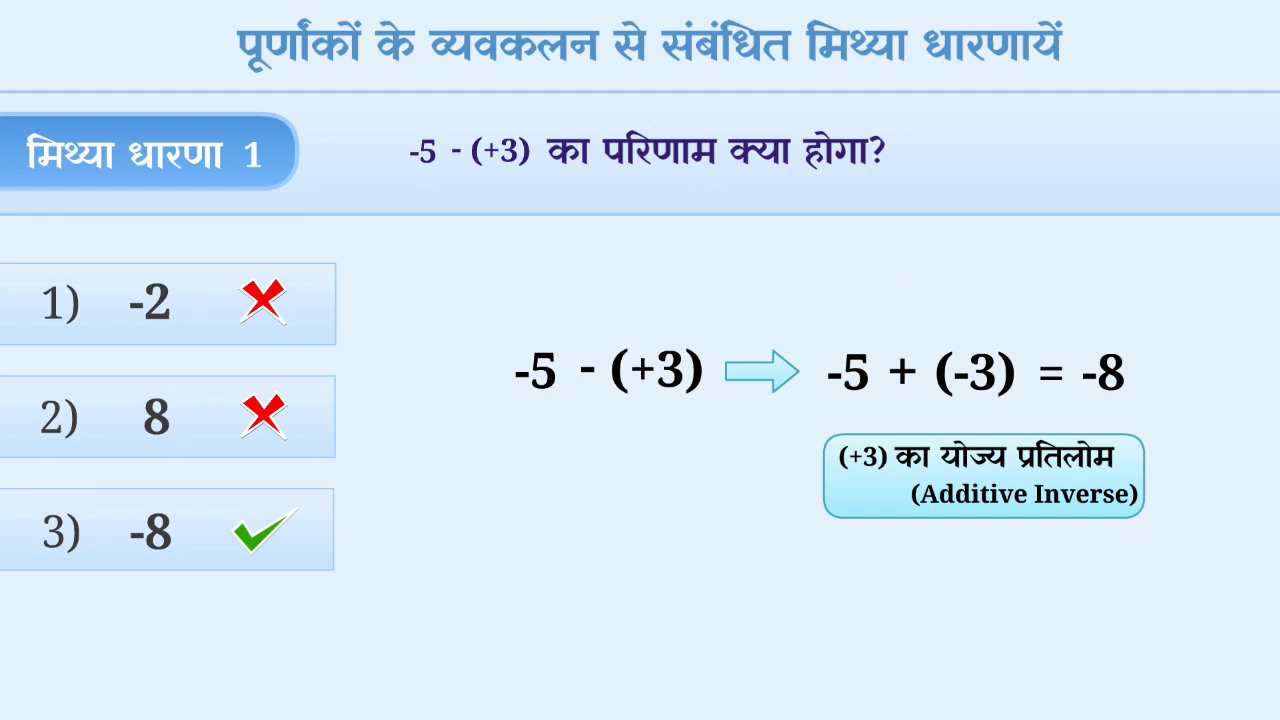 पूर्णांकों के व्यवकलन से संबंधित मिथ्या धारणायें
मिथ्या धारणा 1
-5 - (+3) का परिणाम क्या होगा?
1) -2
2) 8
3) -8
-5 - (+3) -5 + (-3) = -8
(+3) का योज्य प्रतिलोम
(Additive Inverse)